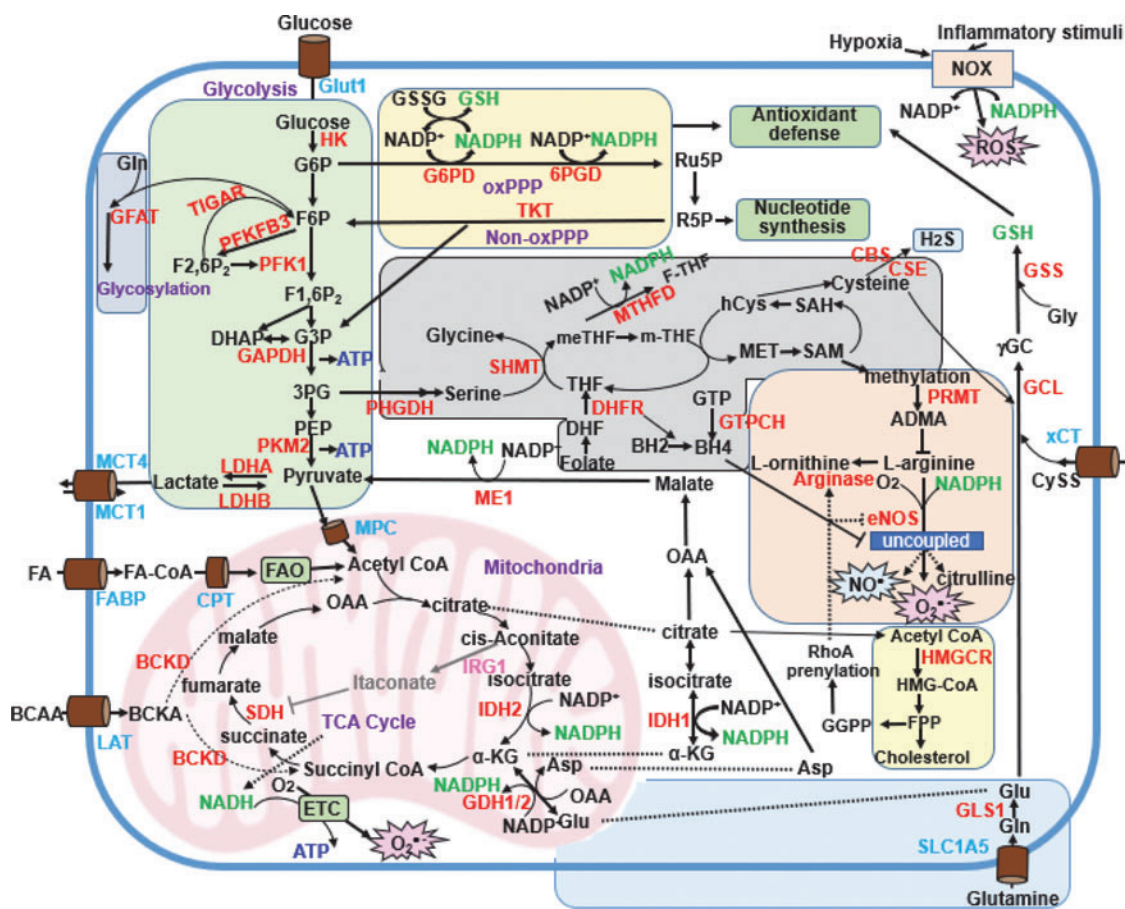 Glucose
Glut1
Glycolysis
Hypoxia
Inflammatory stimuli
NOX
NADP+
NADPH
ROS
Glucose
HK
G6P
Gln
GFAT
Glycosylation
TIGAR
F6P
PFKFB3
F2,6P2
PFK1
F1,6P2
DHAP
G3P
GAPDH
ATP
3PG
PEP
PKM2
ATP
Pyruvate
LDHA
Lactate
LDHB
MCT4
MCT1
GSSG
GSH
NADP+
NADPH
NADP+
NADPH
G6PD
6PGD
oxPPP
TKT
Non-oxPPP
Ru5P
R5P
Antioxidant
defense
Nucleotide
synthesis
H2S
CBS
CSE
Cysteine
NADP+
NADPH
F-THF
MTHFD
hCys
SAH
Glycine
meTHF
m-THF
MET
SAM
SHMT
THF
PHGDH
Serine
DHFR
GTP
GTPCH
DHF
BH2
BH4
Folate
NADPH
NADP-
ME1
Malate
GSH
GSS
Gly
γGC
GCL
xCT
CySS
methylation
PRMT
ADMA
L-ornithine
L-arginine
Arginase
O2
NADPH
eNOS
uncoupled
NO•
citrulline
O2•-
MPC
FA
FABP
FA-CoA
CPT
FAO
Acetyl CoA
Mitochondria
OAA
citrate
malate
cis-Aconitate
BCKD
IRG1
isocitrate
fumarate
Itaconate
NADP+
IDH2
SDH
TCA Cycle
NADPH
succinate
BCAA
LAT
BCKA
BCKD
Succinyl CoA
α-KG
Asp
NADPH
GDH1/2
OAA
NADP+
Glu
NADH
O2
ETC
ATP
O2•-
OAA
citrate
isocitrate
NADP+
IDH1
NADPH
α-KG
Asp
RhoA
prenylation
GGPP
Acetyl CoA
HMGCR
HMG-CoA
FPP
Cholesterol
Glu
GLS1
Gln
SLC1A5
Glutamine